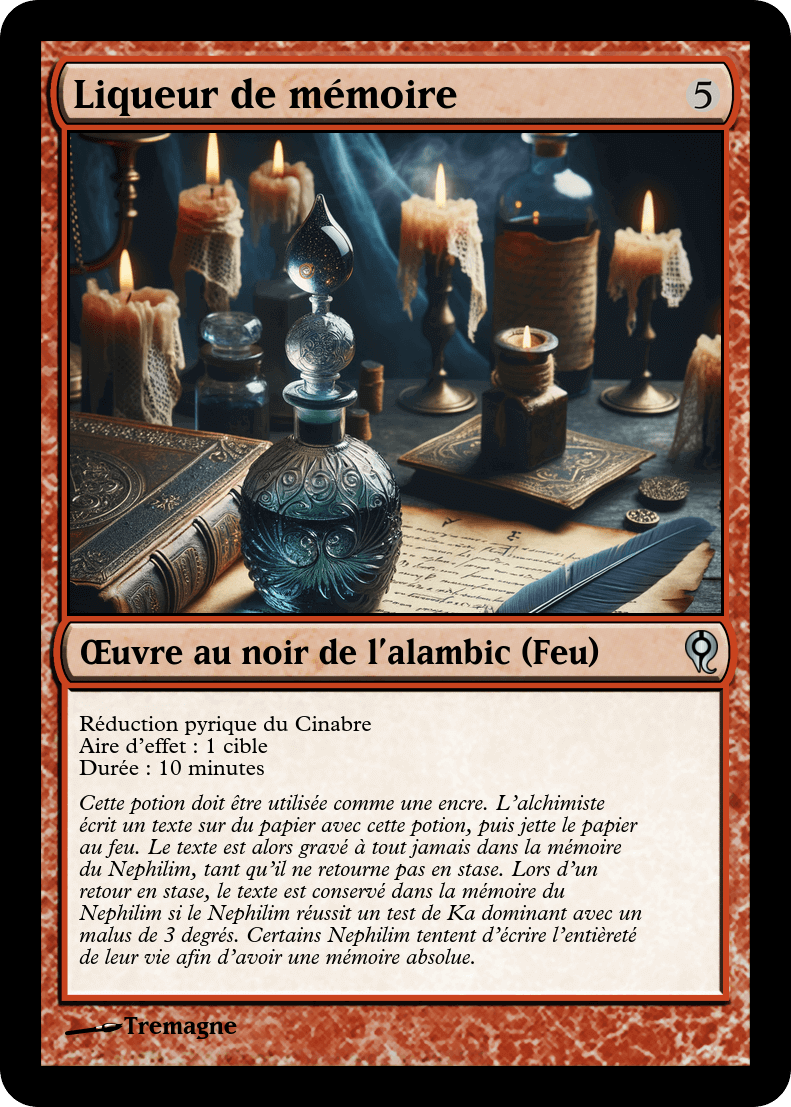 Liqueur de mémoire
5
Œuvre au noir de l'alambic (Feu)
Réduction pyrique du Cinabre
Aire d'effet : 1 cible
Durée : 10 minutes
Cette potion doit être utilisée comme une encre. L'alchimiste
écrit un texte sur du papier avec cette potion, puis jette le papier
au feu. Le texte est alors gravé à tout jamais dans la mémoire
du Nephilim, tant qu'il ne retourne pas en stase. Lors d'un
retour en stase, le texte est conservé dans la mémoire du
Nephilim si le Nephilim réussit un test de Ka dominant avec un
malus de 3 degrés. Certains Nephilim tentent d'écrire l'entièreté
de leur vie afin d'avoir une mémoire absolue.
Tremagne